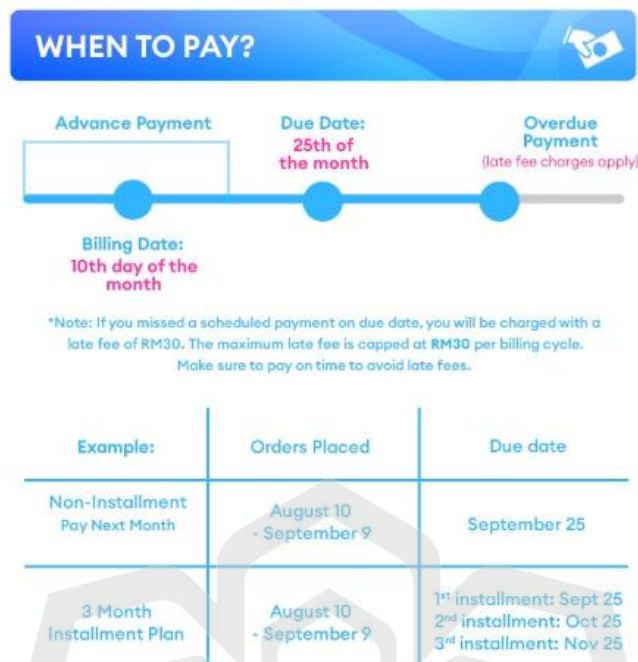 WHEN TO PAY?
Advance Payment
Due Date:
25th of
the month
Overdue
Payment
(late fee charges apply)
Billing Date:
10th day of the
month
*Note: If you missed a scheduled payment on due date, you will be charged with a
late fee of RM30. The maximum late fee is capped at RM30 per billing cycle.
Make sure to pay on time to avoid late fees.
Example:
Orders Placed
Due date
Non-Installment
Pay Next Month
August 10
- September 9
September 25
3 Month
Installment Plan
August 10
- September 9
1st installment: Sept 25
2nd installment: Oct 25
3rd installment: Nov 25